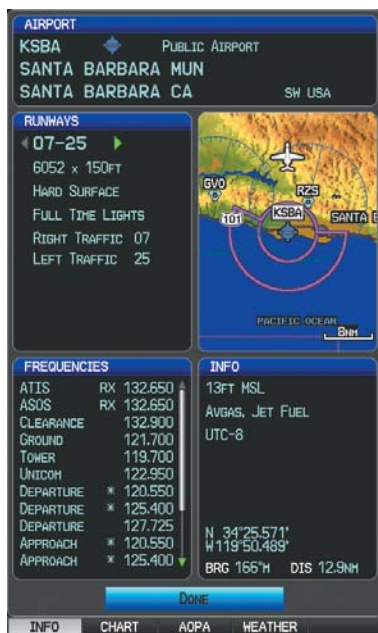 AIRPORT
KSBA PUBLIC AIRPORT
SANTA BARBARA MUN
SANTA BARBARA CA SW USA
RUNWAYS
07-25
6052 x 150FT
HARD SURFACE
FULL TIME LIGHTS
RIGHT TRAFFIC 07
LEFT TRAFFIC 25
GVO
RZS
101
KSBA
SANTA B
PACIFIC OCEAN
8NM
FREQUENCIES
ATIS RX 132.650
ASOS RX 132.650
CLEARANCE 132.900
GROUND 121.700
TOWER 119.700
UNICOM 122.950
DEPARTURE * 120.550
DEPARTURE * 125.400
DEPARTURE 127.725
APPROACH * 120.550
APPROACH * 125.400
INFO
13FT MSL
AVGAS, JET FUEL
UTC-8
N 34°25.571'
W119°50.489'
BRG 166°M DIS 12.9NM
DONE
INFO CHART AOPA WEATHER